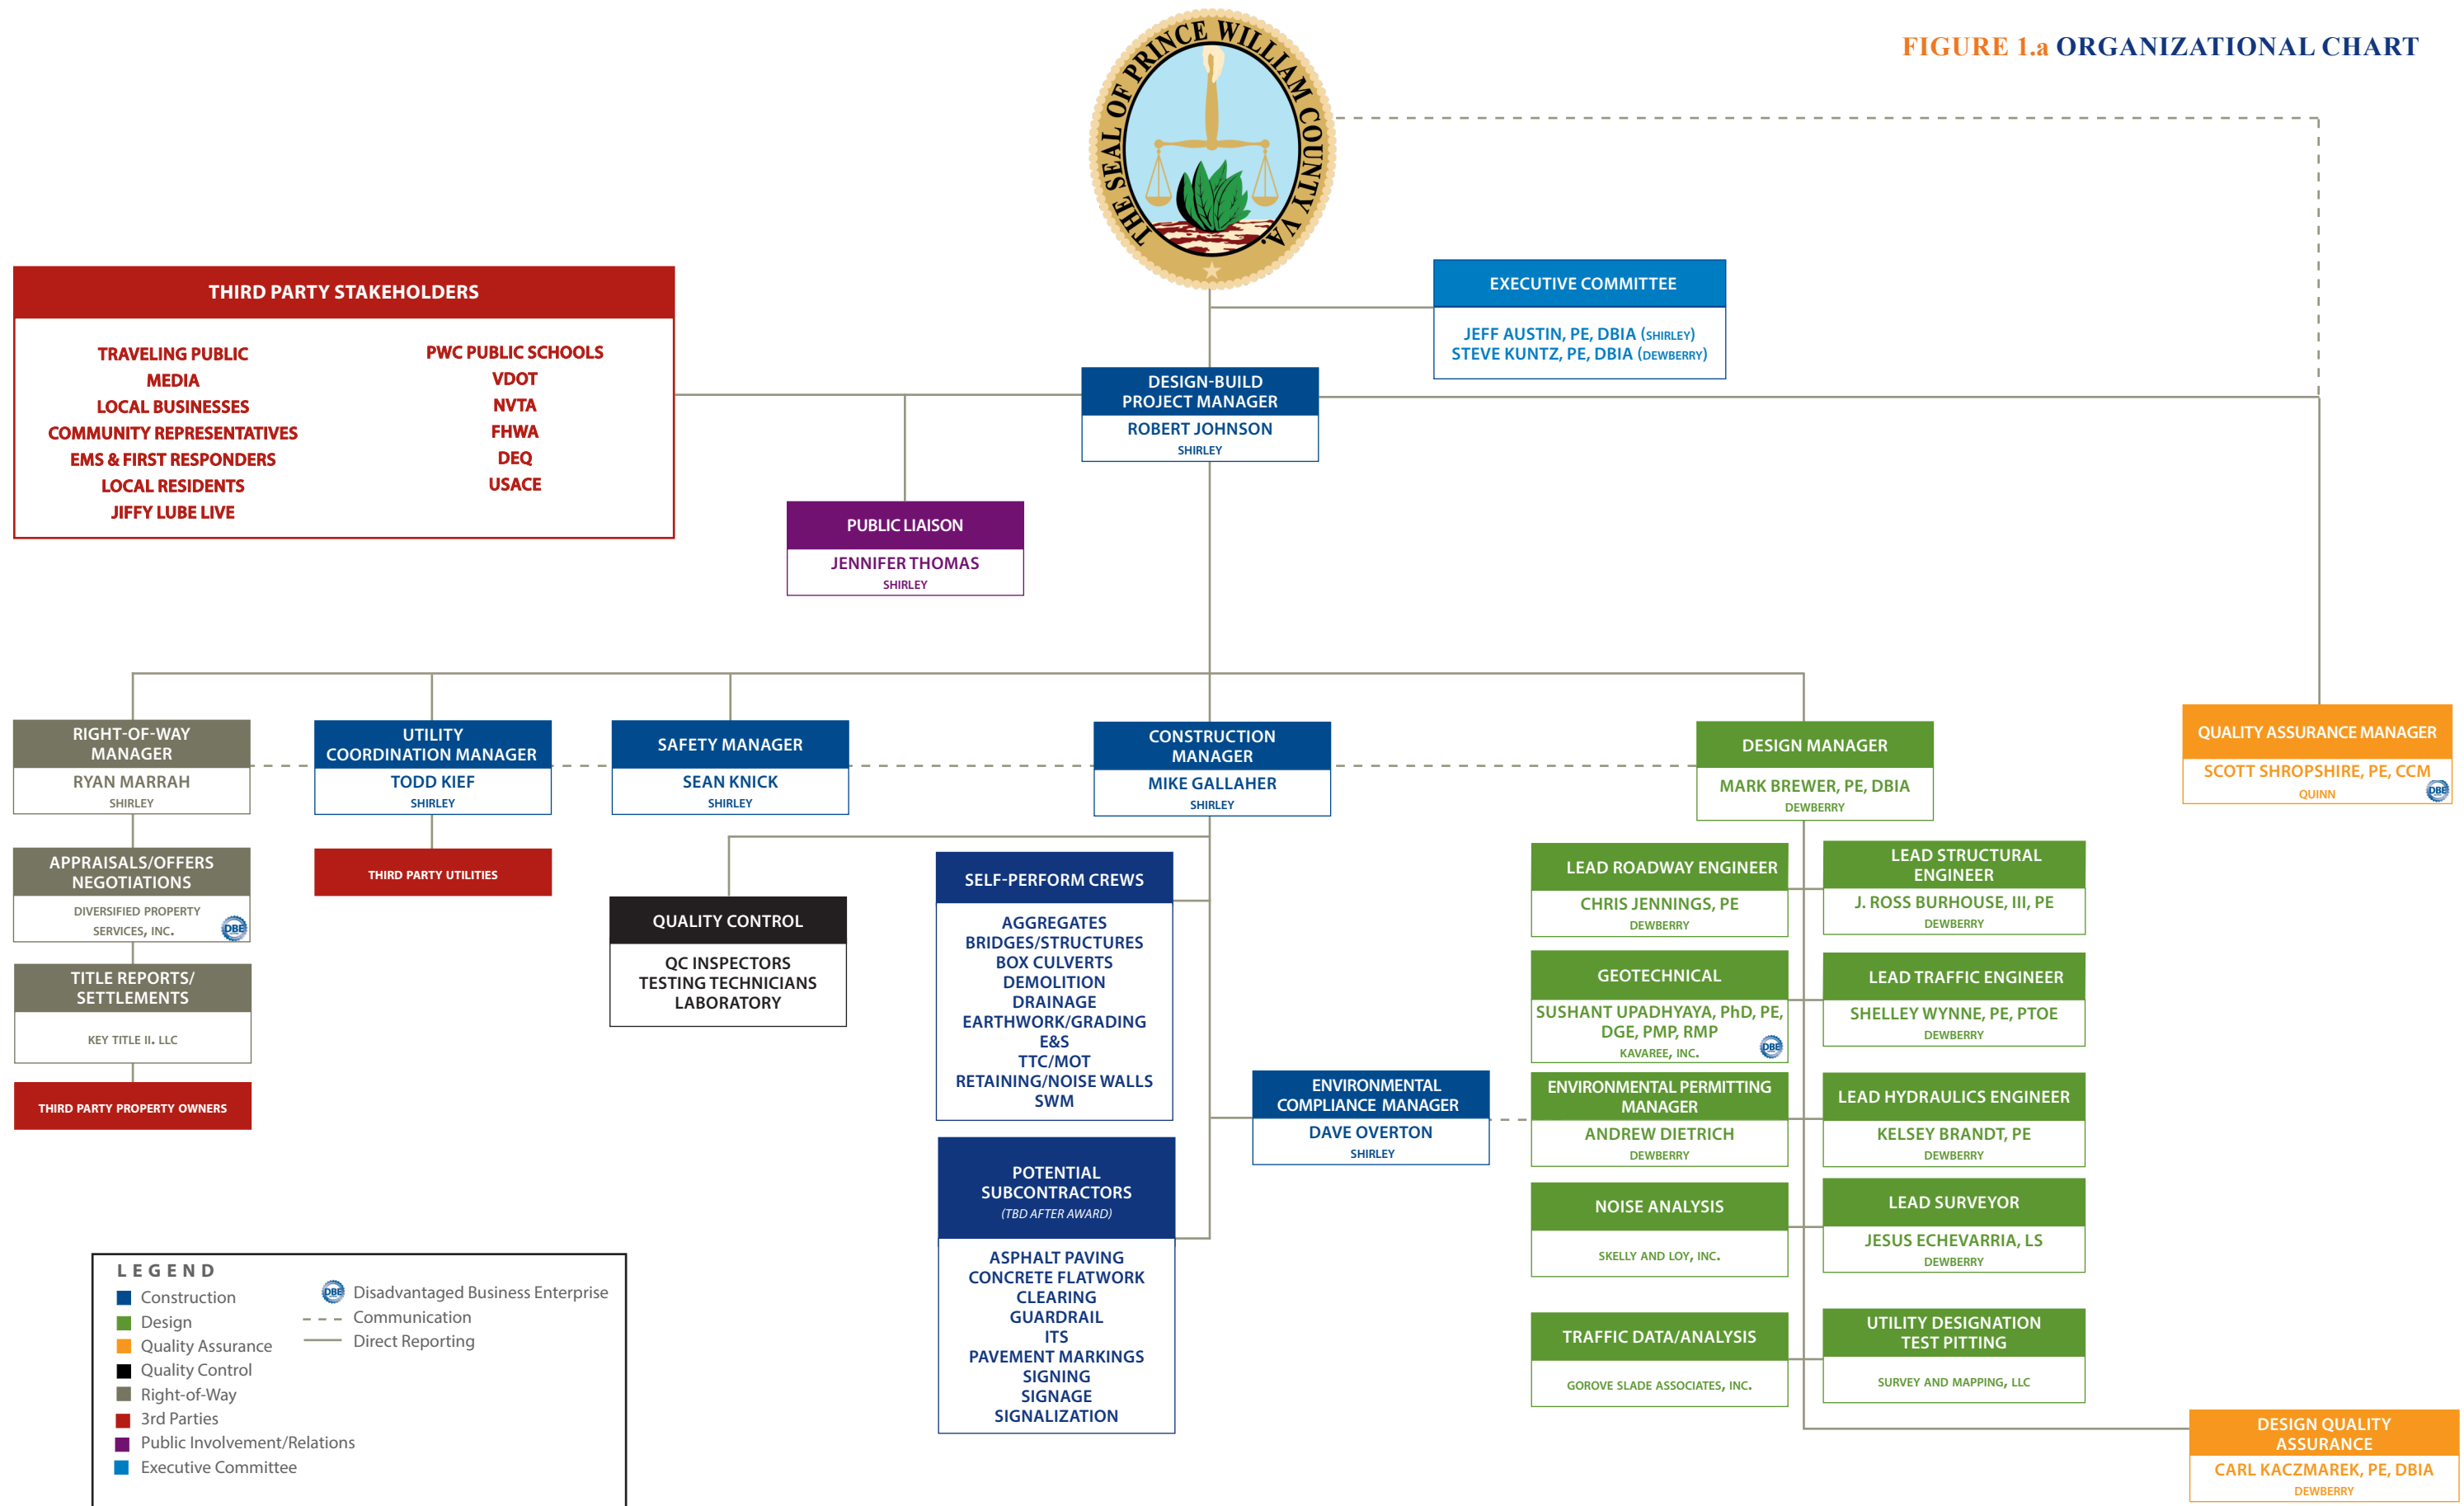 FIGURE 1.a ORGANIZATIONAL CHART
THE SEAL OF PRINCE WILLIAM COUNTY VA.
EXECUTIVE COMMITTEE
JEFF AUSTIN, PE, DBIA (SHIRLEY)
STEVE KUNTZ, PE, DBIA (DEWBERRY)
THIRD PARTY STAKEHOLDERS
TRAVELING PUBLIC
MEDIA
LOCAL BUSINESSES
COMMUNITY REPRESENTATIVES
EMS & FIRST RESPONDERS
LOCAL RESIDENTS
JIFFY LUBE LIVE
PWC PUBLIC SCHOOLS
VDOT
NVTA
FHWA
DEQ
USACE
DESIGN-BUILD
PROJECT MANAGER
ROBERT JOHNSON
SHIRLEY
PUBLIC LIAISON
JENNIFER THOMAS
SHIRLEY
RIGHT-OF-WAY
MANAGER
RYAN MARRAH
SHIRLEY
APPRAISALS/OFFERS
NEGOTIATIONS
DIVERSIFIED PROPERTY
SERVICES, INC.
DBE
TITLE REPORTS/
SETTLEMENTS
KEY TITLE II. LLC
THIRD PARTY PROPERTY OWNERS
UTILITY
COORDINATION MANAGER
TODD KIEF
SHIRLEY
THIRD PARTY UTILITIES
SAFETY MANAGER
SEAN KNICK
SHIRLEY
QUALITY CONTROL
QC INSPECTORS
TESTING TECHNICIANS
LABORATORY
CONSTRUCTION
MANAGER
MIKE GALLAHER
SHIRLEY
SELF-PERFORM CREWS
AGGREGATES
BRIDGES/STRUCTURES
BOX CULVERTS
DEMOLITION
DRAINAGE
EARTHWORK/GRADING
E&S
TTC/MOT
RETAINING/NOISE WALLS
SWM
POTENTIAL
SUBCONTRACTORS
(TBD AFTER AWARD)
ASPHALT PAVING
CONCRETE FLATWORK
CLEARING
GUARDRAIL
ITS
PAVEMENT MARKINGS
SIGNING
SIGNAGE
SIGNALIZATION
ENVIRONMENTAL
COMPLIANCE MANAGER
DAVE OVERTON
SHIRLEY
DESIGN MANAGER
MARK BREWER, PE, DBIA
DEWBERRY
LEAD ROADWAY ENGINEER
CHRIS JENNINGS, PE
DEWBERRY
LEAD STRUCTURAL
ENGINEER
J. ROSS BURHOUSE, III, PE
DEWBERRY
GEOTECHNICAL
SUSHANT UPADHYAYA, PhD, PE,
DGE, PMP, RMP
KAVAREE, INC.
DBE
LEAD TRAFFIC ENGINEER
SHELLEY WYNNE, PE, PTOE
DEWBERRY
ENVIRONMENTAL PERMITTING
MANAGER
ANDREW DIETRICH
DEWBERRY
LEAD HYDRAULICS ENGINEER
KELSEY BRANDT, PE
DEWBERRY
NOISE ANALYSIS
SKELLY AND LOY, INC.
LEAD SURVEYOR
JESUS ECHEVARRIA, LS
DEWBERRY
TRAFFIC DATA/ANALYSIS
GOROVE SLADE ASSOCIATES, INC.
UTILITY DESIGNATION
TEST PITTING
SURVEY AND MAPPING, LLC
QUALITY ASSURANCE MANAGER
SCOTT SHROPSHIRE, PE, CCM
QUINN
DBE
DESIGN QUALITY
ASSURANCE
CARL KACZMAREK, PE, DBIA
DEWBERRY
LEGEND
Construction
Design
Quality Assurance
Quality Control
Right-of-Way
3rd Parties
Public Involvement/Relations
Executive Committee
DBE Disadvantaged Business Enterprise
Communication
Direct Reporting